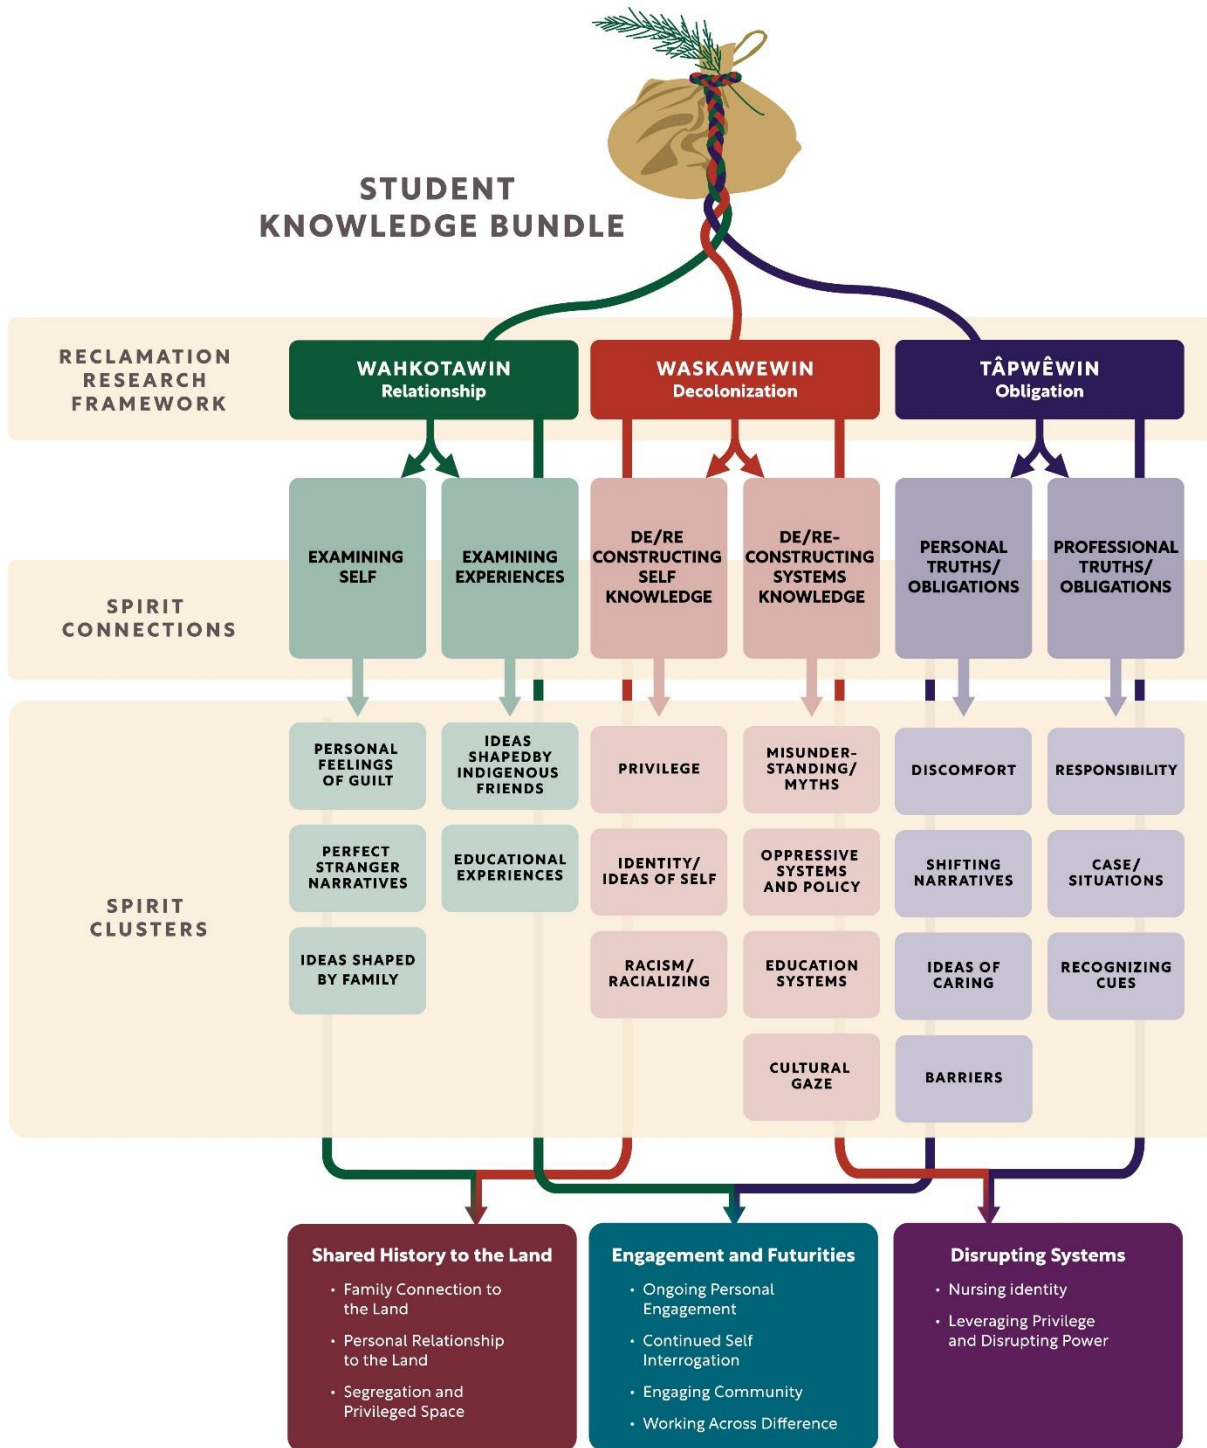 STUDENT
KNOWLEDGE BUNDLE
RECLAMATION
RESEARCH
FRAMEWORK
WAHKOTAWIN
Relationship
WASKAWEWIN
Decolonization
TÂPWÊWIN
Obligation
SPIRIT
CONNECTIONS
EXAMINING
SELF
EXAMINING
EXPERIENCES
DE/RE
CONSTRUCTING
SELF
KNOWLEDGE
DE/RE-
CONSTRUCTING
SYSTEMS
KNOWLEDGE
PERSONAL
TRUTHS/
OBLIGATIONS
PROFESSIONAL
TRUTHS/
OBLIGATIONS
SPIRIT
CLUSTERS
PERSONAL
FEELINGS
OF GUILT
PERFECT
STRANGER
NARRATIVES
IDEAS SHAPED
BY FAMILY
IDEAS
SHAPEDBY
INDIGENOUS
FRIENDS
EDUCATIONAL
EXPERIENCES
PRIVILEGE
IDENTITY/
IDEAS OF SELF
RACISM/
RACIALIZING
MISUNDER-
STANDING/
MYTHS
OPPRESSIVE
SYSTEMS
AND POLICY
EDUCATION
SYSTEMS
CULTURAL
GAZE
DISCOMFORT
SHIFTING
NARRATIVES
IDEAS OF
CARING
BARRIERS
RESPONSIBILITY
CASE/
SITUATIONS
RECOGNIZING
CUES
Shared History to the Land
• Family Connection to
the Land
• Personal Relationship
to the Land
• Segregation and
Privileged Space
Engagement and Futurities
• Ongoing Personal
Engagement
• Continued Self
Interrogation
• Engaging Community
• Working Across Difference
Disrupting Systems
• Nursing identity
• Leveraging Privilege
and Disrupting Power